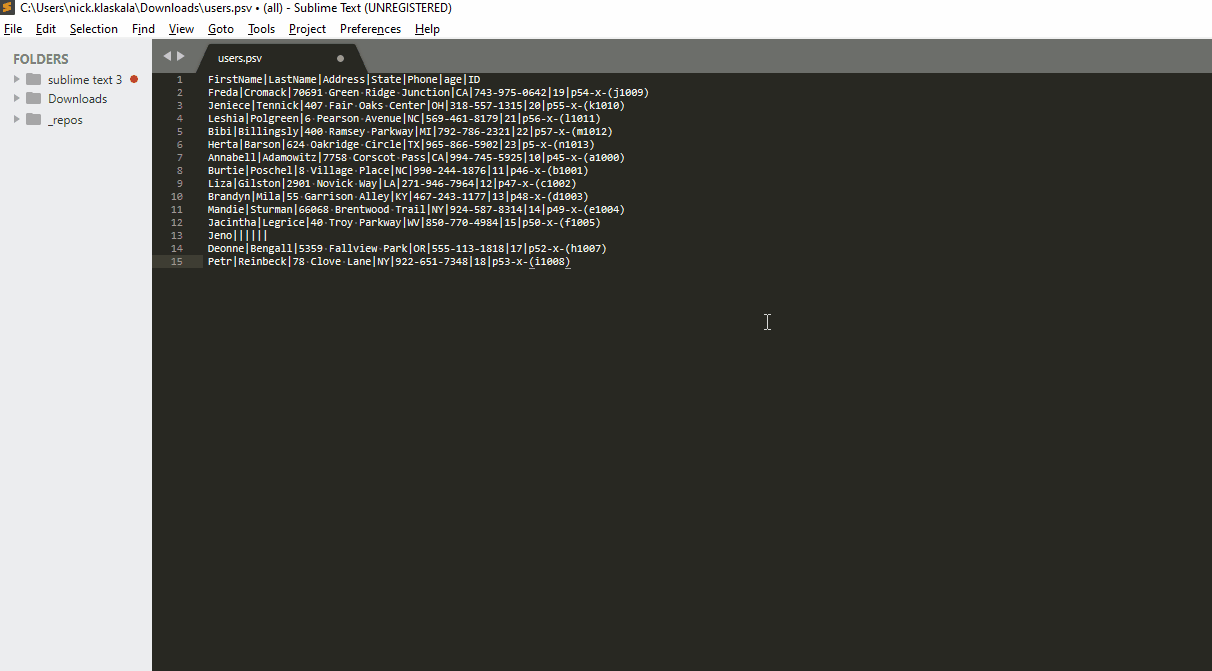 C:\Users\nick.klaskala\Downloads\users.psv • (all) - Sublime Text (UNREGISTERED)
File Edit Selection Find View Goto Tools Project Preferences Help
FOLDERS
sublime text 3
Downloads
_repos
users.psv
1 FirstName|LastName|Address|State|Phone|age|ID
2 Freda|Cromack|70691 Green Ridge Junction|CA|743-975-0642|19|p54-x-(j1009)
3 Jeniece|Tennick|407 Fair Oaks Center|OH|318-557-1315|20|p55-x-(k1010)
4 Leshia|Polgreen|6 Pearson Avenue|NC|569-461-8179|21|p56-x-(l1011)
5 Bibi|Billingsly|400 Ramsey Parkway|MI|792-786-2321|22|p57-x-(m1012)
6 Herta|Barson|624 Oakridge Circle|TX|965-866-5902|23|p5-x-(n1013)
7 Annabell|Adamowitz|7758 Corscot Pass|CA|994-745-5925|10|p45-x-(a1000)
8 Burtie|Poschel|8 Village Place|NC|990-244-1876|11|p46-x-(b1001)
9 Liza|Gilston|2901 Novick Way|LA|271-946-7964|12|p47-x-(c1002)
10 Brandyn|Mila|55 Garrison Alley|KY|467-243-1177|13|p48-x-(d1003)
11 Mandie|Sturman|66068 Brentwood Trail|NY|924-587-8314|14|p49-x-(e1004)
12 Jacintha|Legrice|40 Troy Parkway|WV|850-770-4984|15|p50-x-(f1005)
13 Jeno||||||
14 Deonne|Bengall|5359 Fallview Park|OR|555-113-1818|17|p52-x-(h1007)
15 Petr|Reinbeck|78 Clove Lane|NY|922-651-7348|18|p53-x-(i1008)